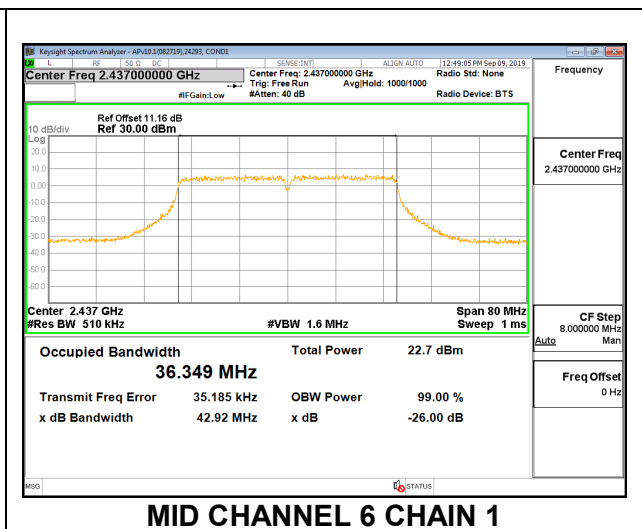 Keysight Spectrum Analyzer - APv10.1(082719),24293, COND1
L RF 50 Ω DC SENSE:INT ALIGN AUTO 12:49:05 PM Sep 09, 2019
Center Freq 2.437000000 GHz Center Freq: 2.437000000 GHz Radio Std: None Frequency
Trig: Free Run Avg|Hold: 1000/1000
#IFGain:Low #Atten: 40 dB Radio Device: BTS
Ref Offset 11.16 dB
10 dB/div Ref 30.00 dBm
Log
20.0
10.0
0.00
-10.0
-20.0
-30.0
-40.0
-50.0
-60.0
Center Freq
2.437000000 GHz
Center 2.437 GHz Span 80 MHz
#Res BW 510 kHz #VBW 1.6 MHz Sweep 1 ms
CF Step
8.000000 MHz
Auto Man
Occupied Bandwidth Total Power 22.7 dBm
36.349 MHz
Freq Offset
0 Hz
Transmit Freq Error 35.185 kHz OBW Power 99.00 %
x dB Bandwidth 42.92 MHz x dB -26.00 dB
MSG STATUS
MID CHANNEL 6 CHAIN 1